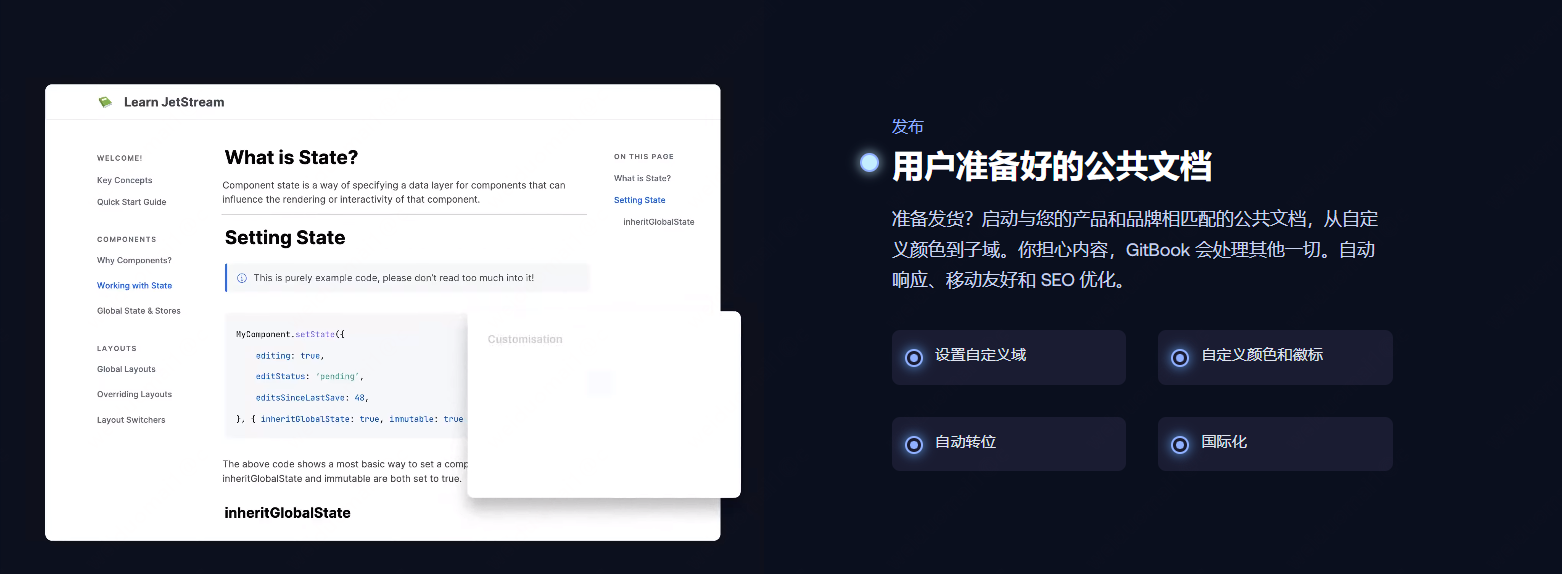 Learn JetStream
WELCOME!
Key Concepts
Quick Start Guide
COMPONENTS
Why Components?
Working with State
Global State & Stores
LAYOUTS
Global Layouts
Overriding Layouts
Layout Switchers
What is State?
Component state is a way of specifying a data layer for components that can
influence the rendering or interactivity of that component.
Setting State
This is purely example code, please don't read too much into it!
MyComponent.setState({
editing: true,
editStatus: 'pending',
editsSinceLastSave: 48,
}, { inheritGlobalState: true, immutable: true
The above code shows a most basic way to set a comp
inheritGlobalState and immutable are both set to true.
inheritGlobalState
ON THIS PAGE
What is State?
Setting State
inheritGlobalState
Customisation
发布
用户准备好的公共文档
准备发货？启动与您的产品和品牌相匹配的公共文档，从自定
义颜色到子域。你担心内容，GitBook 会处理其他一切。自动
响应、移动友好和 SEO 优化。
设置自定义域
自定义颜色和徽标
自动转位
国际化